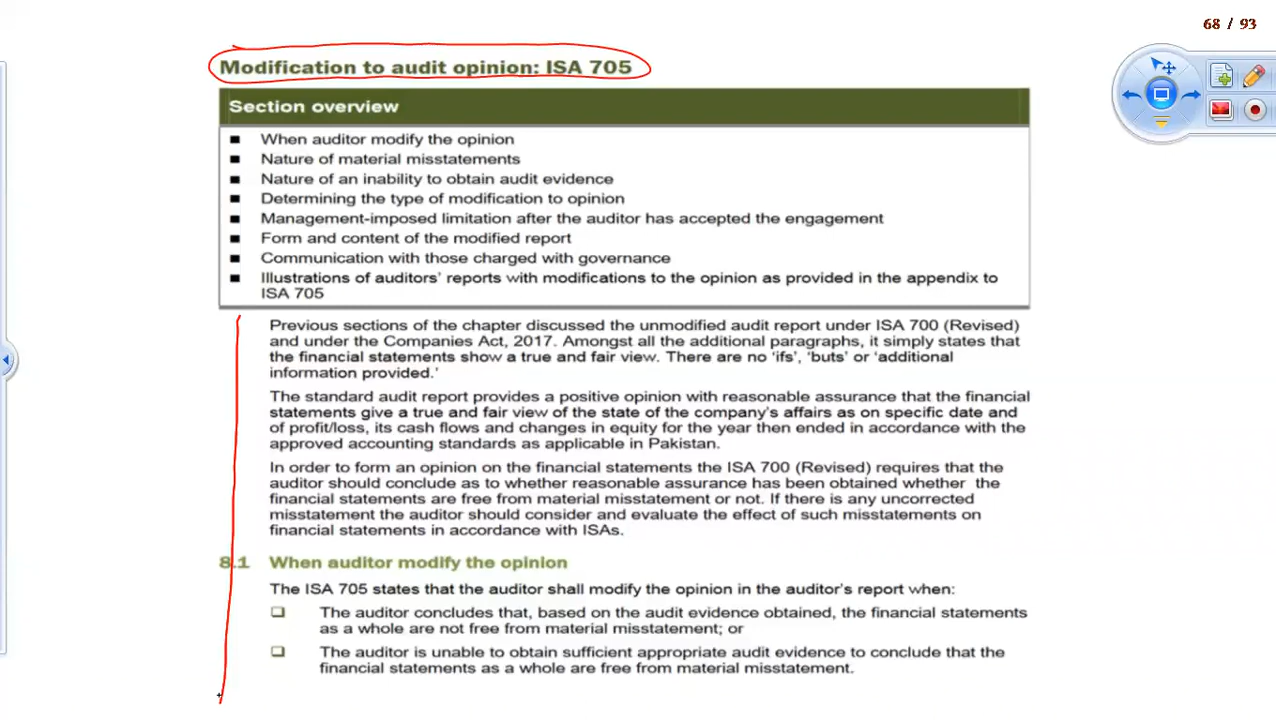 68 / 93
Modification to audit opinion: ISA 705
Section overview
■ When auditor modify the opinion
■ Nature of material misstatements
■ Nature of an inability to obtain audit evidence
■ Determining the type of modification to opinion
■ Management-imposed limitation after the auditor has accepted the engagement
■ Form and content of the modified report
■ Communication with those charged with governance
■ Illustrations of auditors' reports with modifications to the opinion as provided in the appendix to
ISA 705
Previous sections of the chapter discussed the unmodified audit report under ISA 700 (Revised)
and under the Companies Act, 2017. Amongst all the additional paragraphs, it simply states that
the financial statements show a true and fair view. There are no 'ifs', 'buts' or 'additional
information provided.'
The standard audit report provides a positive opinion with reasonable assurance that the financial
statements give a true and fair view of the state of the company's affairs as on specific date and
of profit/loss, its cash flows and changes in equity for the year then ended in accordance with the
approved accounting standards as applicable in Pakistan.
In order to form an opinion on the financial statements the ISA 700 (Revised) requires that the
auditor should conclude as to whether reasonable assurance has been obtained whether the
financial statements are free from material misstatement or not. If there is any uncorrected
misstatement the auditor should consider and evaluate the effect of such misstatements on
financial statements in accordance with ISAs.
8.1 When auditor modify the opinion
The ISA 705 states that the auditor shall modify the opinion in the auditor's report when:
❑ The auditor concludes that, based on the audit evidence obtained, the financial statements
as a whole are not free from material misstatement; or
❑ The auditor is unable to obtain sufficient appropriate audit evidence to conclude that the
financial statements as a whole are free from material misstatement.